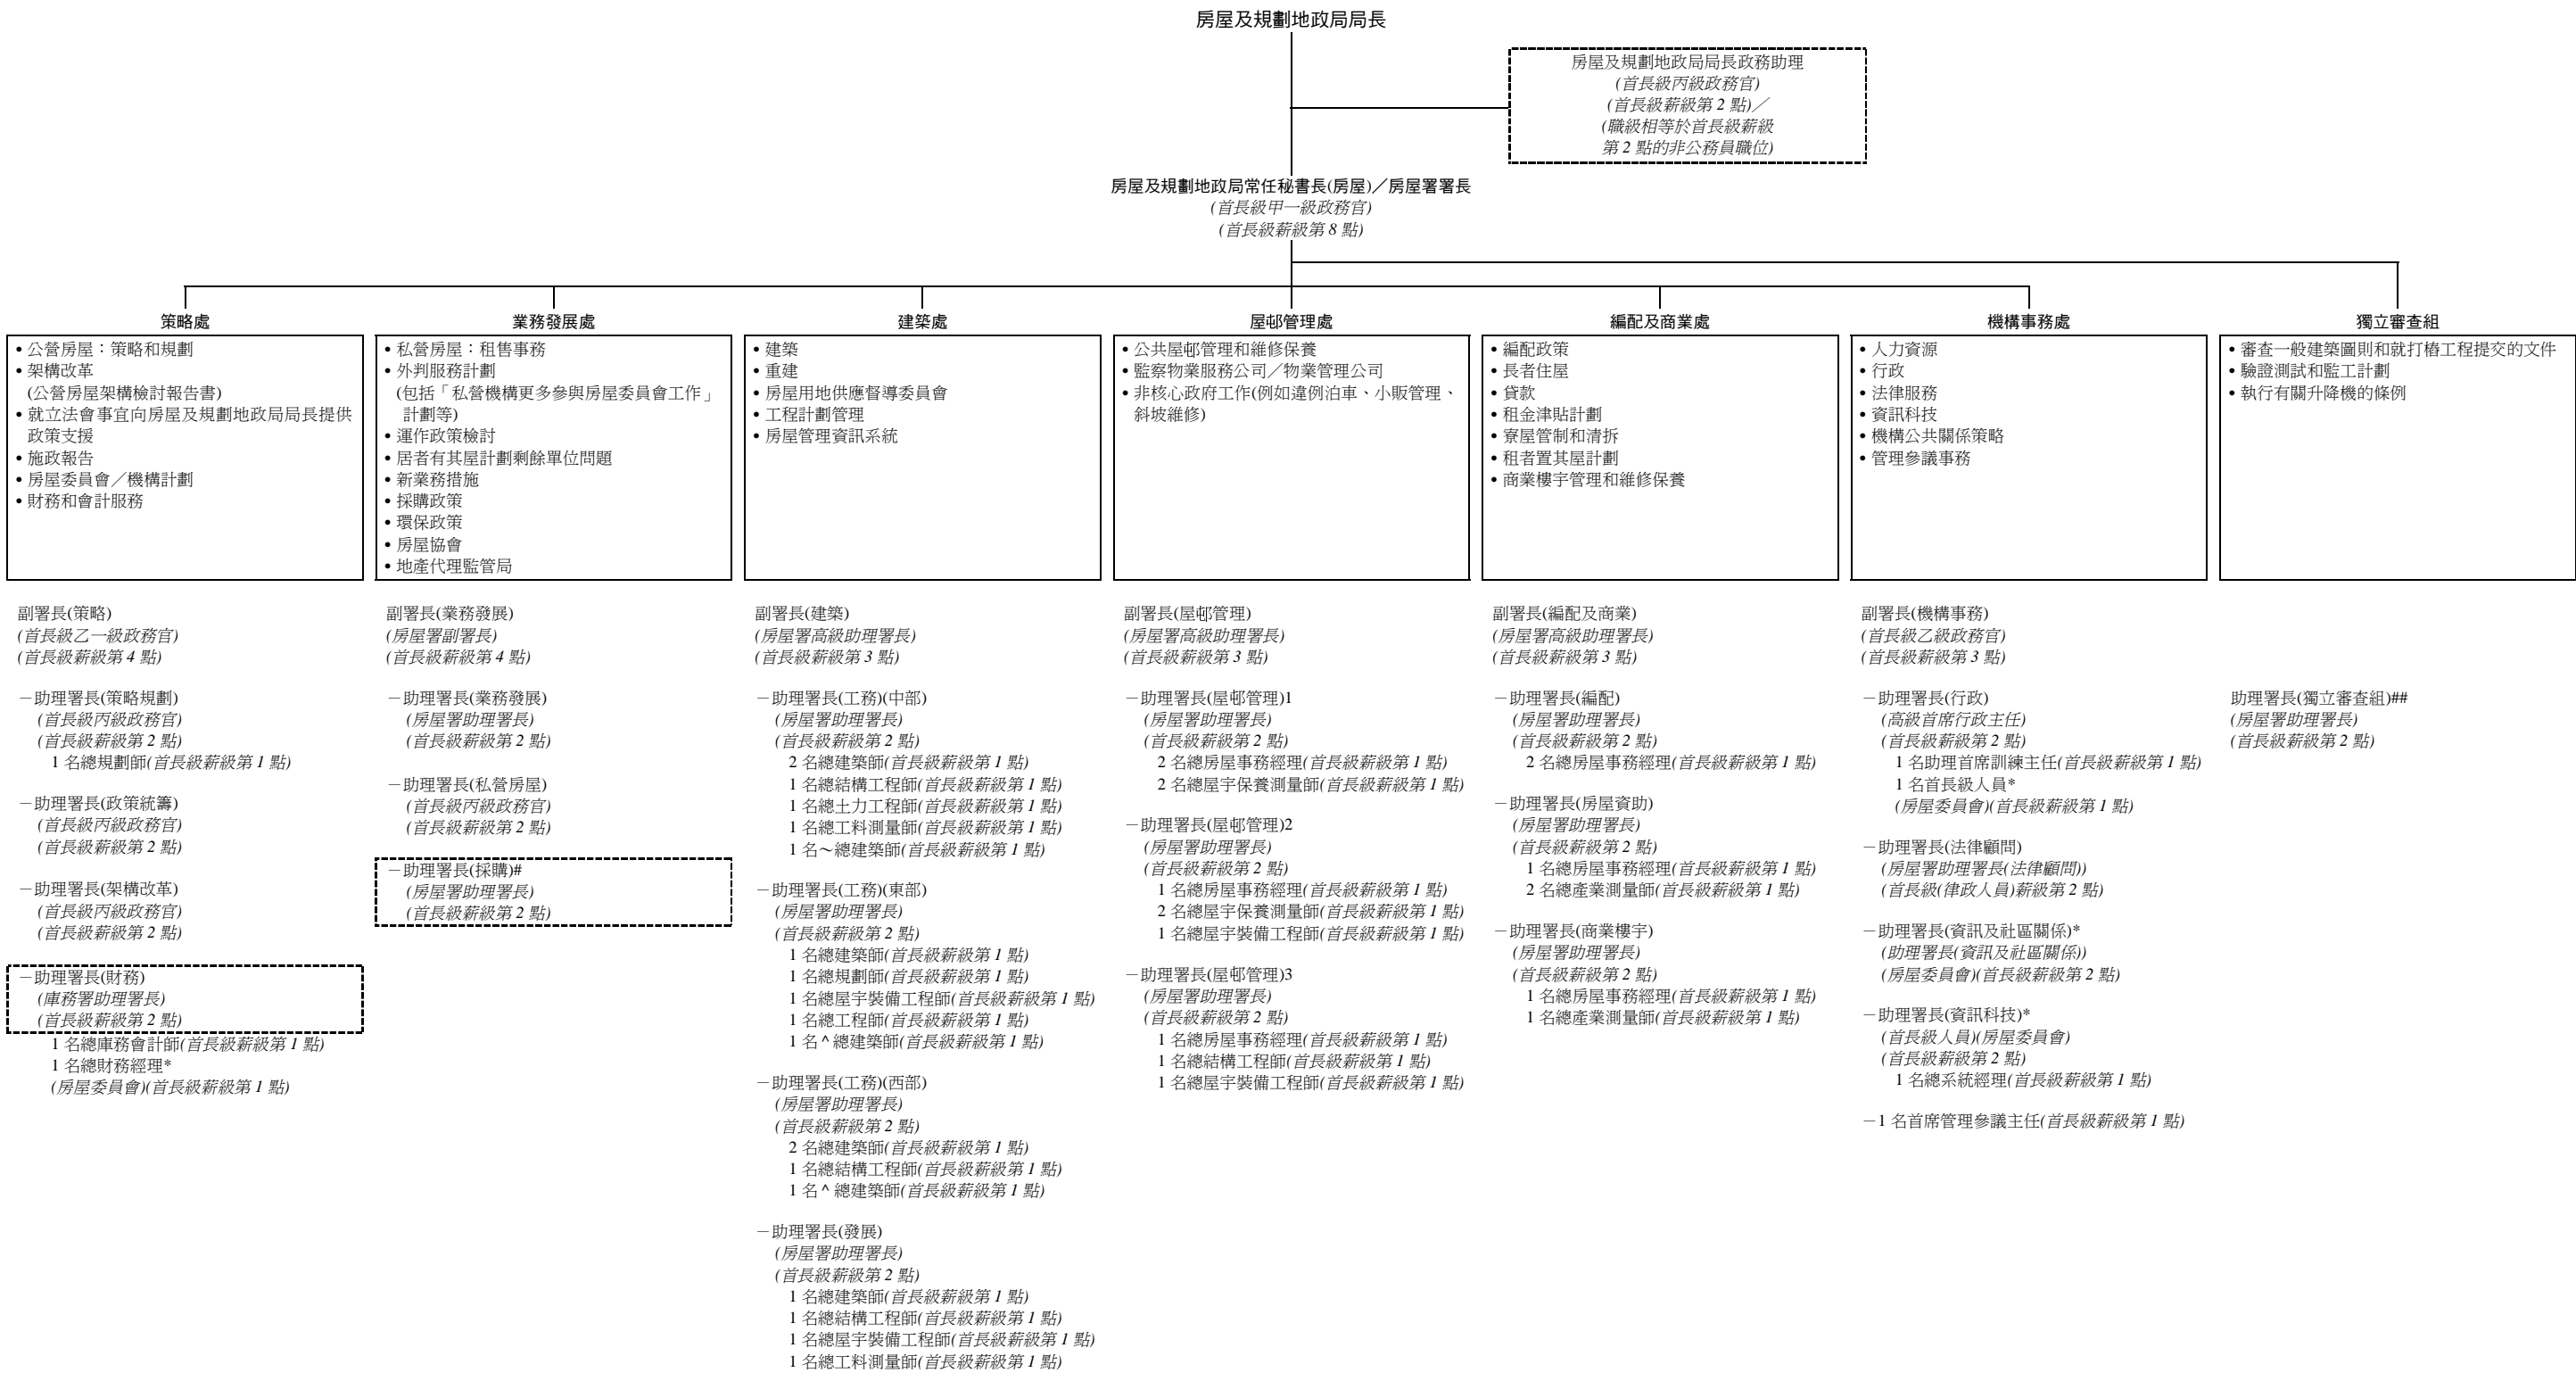 房屋及規劃地政局局長
房屋及規劃地政局局長政務助理
(首長級丙級政務官)
(首長級薪級第 2 點)／
(職級相等於首長級薪級
第 2 點的非公務員職位)
房屋及規劃地政局常任秘書長(房屋)／房屋署署長
(首長級甲一級政務官)
(首長級薪級第 8 點)
策略處
• 公營房屋：策略和規劃
• 架構改革
(公營房屋架構檢討報告書)
• 就立法會事宜向房屋及規劃地政局局長提供
政策支援
• 施政報告
• 房屋委員會／機構計劃
• 財務和會計服務
副署長(策略)
(首長級乙一級政務官)
(首長級薪級第 4 點)
－助理署長(策略規劃)
(首長級丙級政務官)
(首長級薪級第 2 點)
1 名總規劃師(首長級薪級第 1 點)
－助理署長(政策統籌)
(首長級丙級政務官)
(首長級薪級第 2 點)
－助理署長(架構改革)
(首長級丙級政務官)
(首長級薪級第 2 點)
－助理署長(財務)
(庫務署助理署長)
(首長級薪級第 2 點)
1 名總庫務會計師(首長級薪級第 1 點)
1 名總財務經理*
(房屋委員會)(首長級薪級第 1 點)
業務發展處
• 私營房屋：租售事務
• 外判服務計劃
(包括「私營機構更多參與房屋委員會工作」
計劃等)
• 運作政策檢討
• 居者有其屋計劃剩餘單位問題
• 新業務措施
• 採購政策
• 環保政策
• 房屋協會
• 地產代理監管局
副署長(業務發展)
(房屋署副署長)
(首長級薪級第 4 點)
－助理署長(業務發展)
(房屋署助理署長)
(首長級薪級第 2 點)
－助理署長(私營房屋)
(首長級丙級政務官)
(首長級薪級第 2 點)
－助理署長(採購)#
(房屋署助理署長)
(首長級薪級第 2 點)
建築處
• 建築
• 重建
• 房屋用地供應督導委員會
• 工程計劃管理
• 房屋管理資訊系統
副署長(建築)
(房屋署高級助理署長)
(首長級薪級第 3 點)
－助理署長(工務)(中部)
(房屋署助理署長)
(首長級薪級第 2 點)
2 名總建築師(首長級薪級第 1 點)
1 名總結構工程師(首長級薪級第 1 點)
1 名總土力工程師(首長級薪級第 1 點)
1 名總工料測量師(首長級薪級第 1 點)
1 名～總建築師(首長級薪級第 1 點)
－助理署長(工務)(東部)
(房屋署助理署長)
(首長級薪級第 2 點)
1 名總建築師(首長級薪級第 1 點)
1 名總規劃師(首長級薪級第 1 點)
1 名總屋宇裝備工程師(首長級薪級第 1 點)
1 名總工程師(首長級薪級第 1 點)
1 名 ^ 總建築師(首長級薪級第 1 點)
－助理署長(工務)(西部)
(房屋署助理署長)
(首長級薪級第 2 點)
2 名總建築師(首長級薪級第 1 點)
1 名總結構工程師(首長級薪級第 1 點)
1 名 ^ 總建築師(首長級薪級第 1 點)
－助理署長(發展)
(房屋署助理署長)
(首長級薪級第 2 點)
1 名總建築師(首長級薪級第 1 點)
1 名總結構工程師(首長級薪級第 1 點)
1 名總屋宇裝備工程師(首長級薪級第 1 點)
1 名總工料測量師(首長級薪級第 1 點)
屋邨管理處
• 公共屋邨管理和維修保養
• 監察物業服務公司／物業管理公司
• 非核心政府工作(例如違例泊車、小販管理、
斜坡維修)
副署長(屋邨管理)
(房屋署高級助理署長)
(首長級薪級第 3 點)
－助理署長(屋邨管理)1
(房屋署助理署長)
(首長級薪級第 2 點)
2 名總房屋事務經理(首長級薪級第 1 點)
2 名總屋宇保養測量師(首長級薪級第 1 點)
－助理署長(屋邨管理)2
(房屋署助理署長)
(首長級薪級第 2 點)
1 名總房屋事務經理(首長級薪級第 1 點)
2 名總屋宇保養測量師(首長級薪級第 1 點)
1 名總屋宇裝備工程師(首長級薪級第 1 點)
－助理署長(屋邨管理)3
(房屋署助理署長)
(首長級薪級第 2 點)
1 名總房屋事務經理(首長級薪級第 1 點)
1 名總結構工程師(首長級薪級第 1 點)
1 名總屋宇裝備工程師(首長級薪級第 1 點)
編配及商業處
• 編配政策
• 長者住屋
• 貸款
• 租金津貼計劃
• 寮屋管制和清拆
• 租者置其屋計劃
• 商業樓宇管理和維修保養
副署長(編配及商業)
(房屋署高級助理署長)
(首長級薪級第 3 點)
－助理署長(編配)
(房屋署助理署長)
(首長級薪級第 2 點)
2 名總房屋事務經理(首長級薪級第 1 點)
－助理署長(房屋資助)
(房屋署助理署長)
(首長級薪級第 2 點)
1 名總房屋事務經理(首長級薪級第 1 點)
2 名總產業測量師(首長級薪級第 1 點)
－助理署長(商業樓宇)
(房屋署助理署長)
(首長級薪級第 2 點)
1 名總房屋事務經理(首長級薪級第 1 點)
1 名總產業測量師(首長級薪級第 1 點)
機構事務處
• 人力資源
• 行政
• 法律服務
• 資訊科技
• 機構公共關係策略
• 管理參議事務
副署長(機構事務)
(首長級乙級政務官)
(首長級薪級第 3 點)
－助理署長(行政)
(高級首席行政主任)
(首長級薪級第 2 點)
1 名助理首席訓練主任(首長級薪級第 1 點)
1 名首長級人員*
(房屋委員會)(首長級薪級第 1 點)
－助理署長(法律顧問)
(房屋署助理署長(法律顧問))
(首長級(律政人員)薪級第 2 點)
－助理署長(資訊及社區關係)*
(助理署長(資訊及社區關係))
(房屋委員會)(首長級薪級第 2 點)
－助理署長(資訊科技)*
(首長級人員)(房屋委員會)
(首長級薪級第 2 點)
1 名總系統經理(首長級薪級第 1 點)
－1 名首席管理參議主任(首長級薪級第 1 點)
獨立審查組
• 審查一般建築圖則和就打樁工程提交的文件
• 驗證測試和監工計劃
• 執行有關升降機的條例
助理署長(獨立審查組)##
(房屋署助理署長)
(首長級薪級第 2 點)